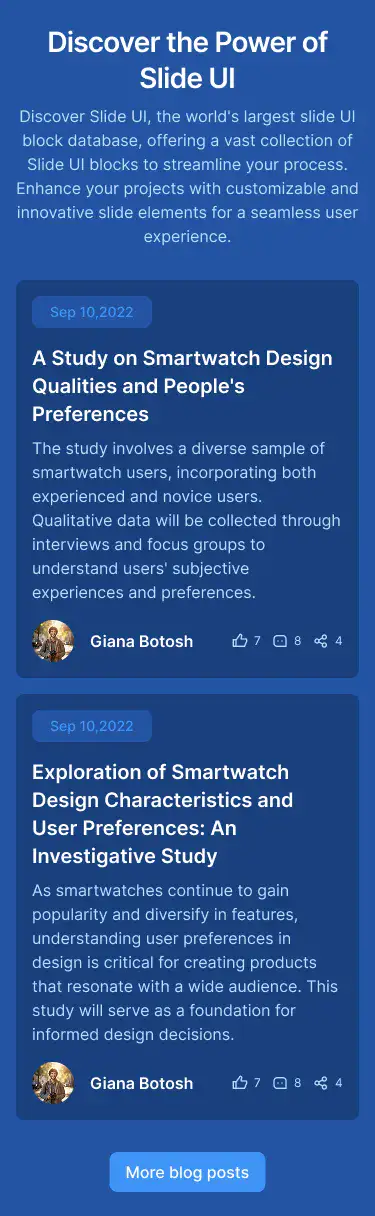 Discover the Power of
Slide UI
Discover Slide UI, the world's largest slide UI
block database, offering a vast collection of
Slide UI blocks to streamline your process.
Enhance your projects with customizable and
innovative slide elements for a seamless user
experience.
Sep 10,2022
A Study on Smartwatch Design
Qualities and People's
Preferences
The study involves a diverse sample of
smartwatch users, incorporating both
experienced and novice users.
Qualitative data will be collected through
interviews and focus groups to
understand users' subjective
experiences and preferences.
Giana Botosh 7 8 4
Sep 10,2022
Exploration of Smartwatch
Design Characteristics and
User Preferences: An
Investigative Study
As smartwatches continue to gain
popularity and diversify in features,
understanding user preferences in
design is critical for creating products
that resonate with a wide audience. This
study will serve as a foundation for
informed design decisions.
Giana Botosh 7 8 4
More blog posts